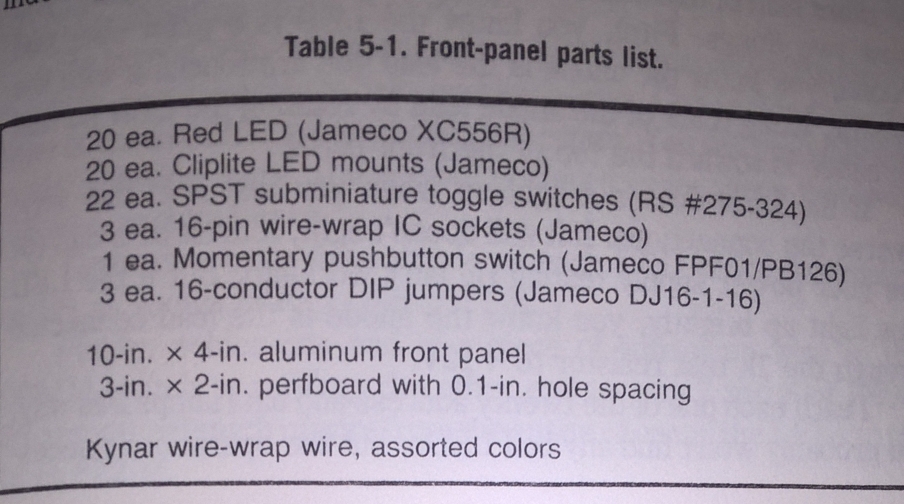 Table 5-1. Front-panel parts list.
20 ea. Red LED (Jameco XC556R)
20 ea. Cliplite LED mounts (Jameco)
22 ea. SPST subminiature toggle switches (RS #275-324)
3 ea. 16-pin wire-wrap IC sockets (Jameco)
1 ea. Momentary pushbutton switch (Jameco FPF01/PB126)
3 ea. 16-conductor DIP jumpers (Jameco DJ16-1-16)
10-in. × 4-in. aluminum front panel
3-in. × 2-in. perfboard with 0.1-in. hole spacing
Kynar wire-wrap wire, assorted colors